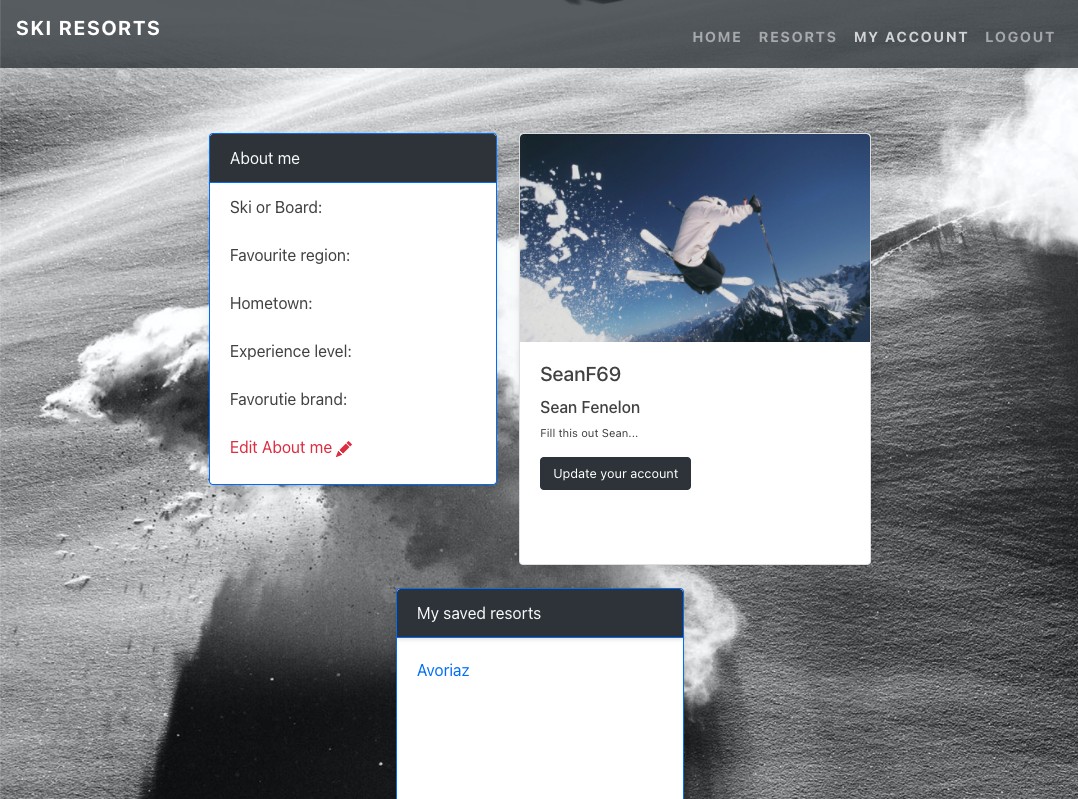 SKI RESORTS
HOME RESORTS MY ACCOUNT LOGOUT
About me
Ski or Board:
Favourite region:
Hometown:
Experience level:
Favorutie brand:
Edit About me
SeanF69
Sean Fenelon
Fill this out Sean...
Update your account
My saved resorts
Avoriaz